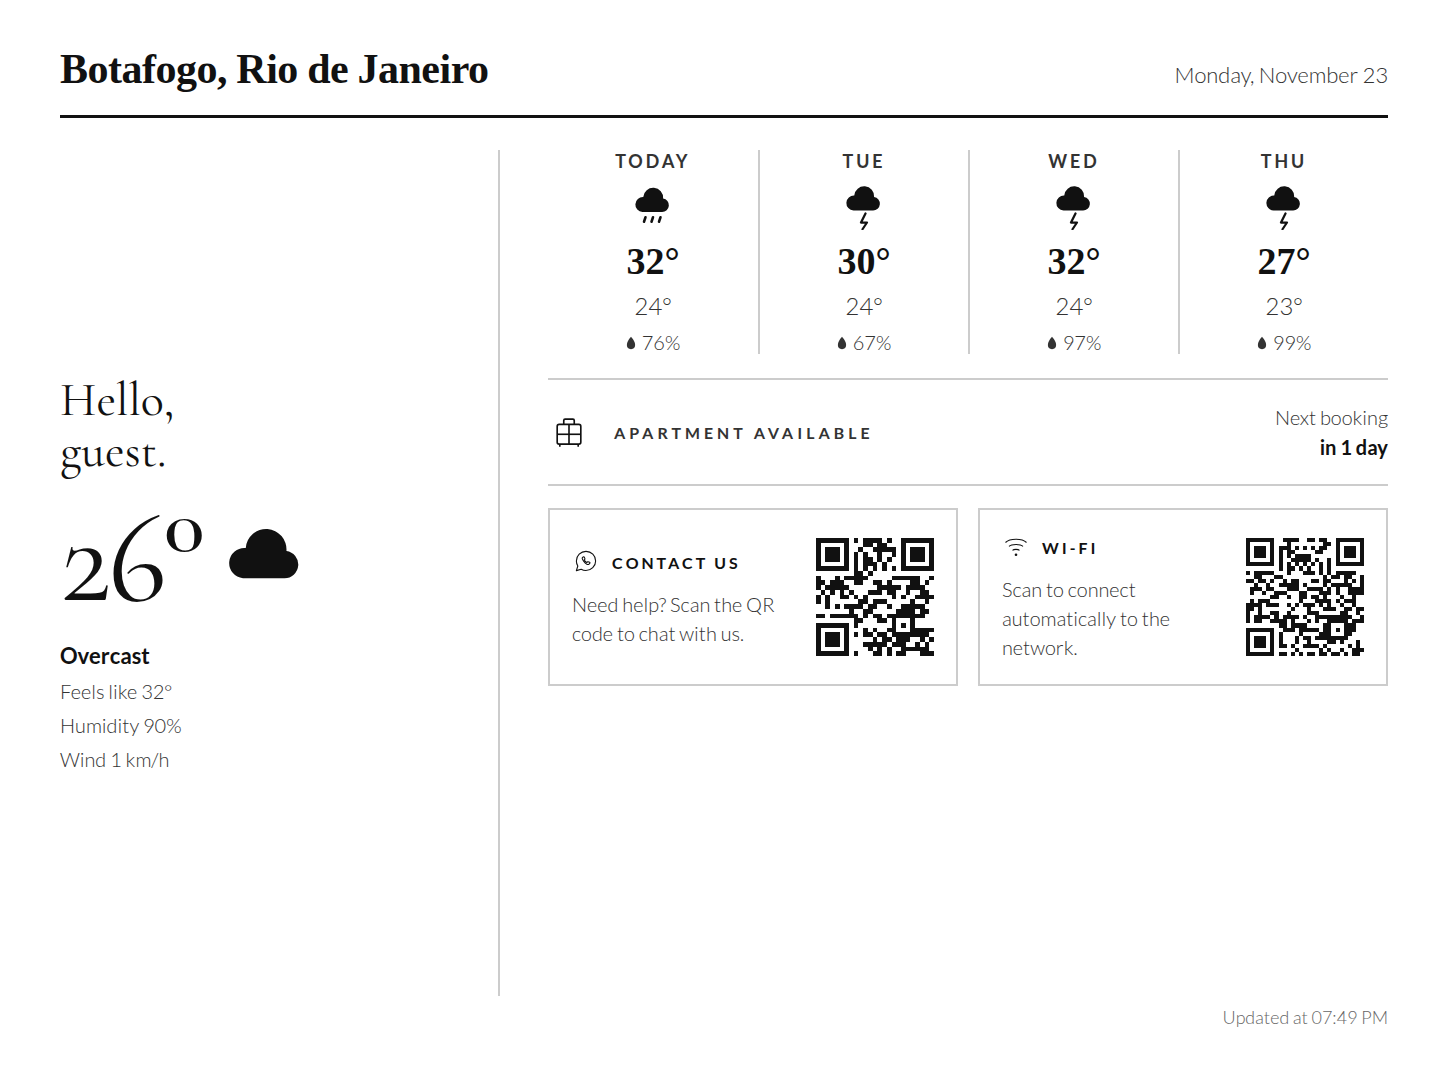 Botafogo, Rio de Janeiro
Monday, November 23
Hello,
guest.
26°
Overcast
Feels like 32°
Humidity 90%
Wind 1 km/h
TODAY
32°
24°
76%
TUE
30°
24°
67%
WED
32°
24°
97%
THU
27°
23°
99%
APARTMENT AVAILABLE
Next booking
in 1 day
CONTACT US
Need help? Scan the QR
code to chat with us.
WI-FI
Scan to connect
automatically to the
network.
Updated at 07:49 PM